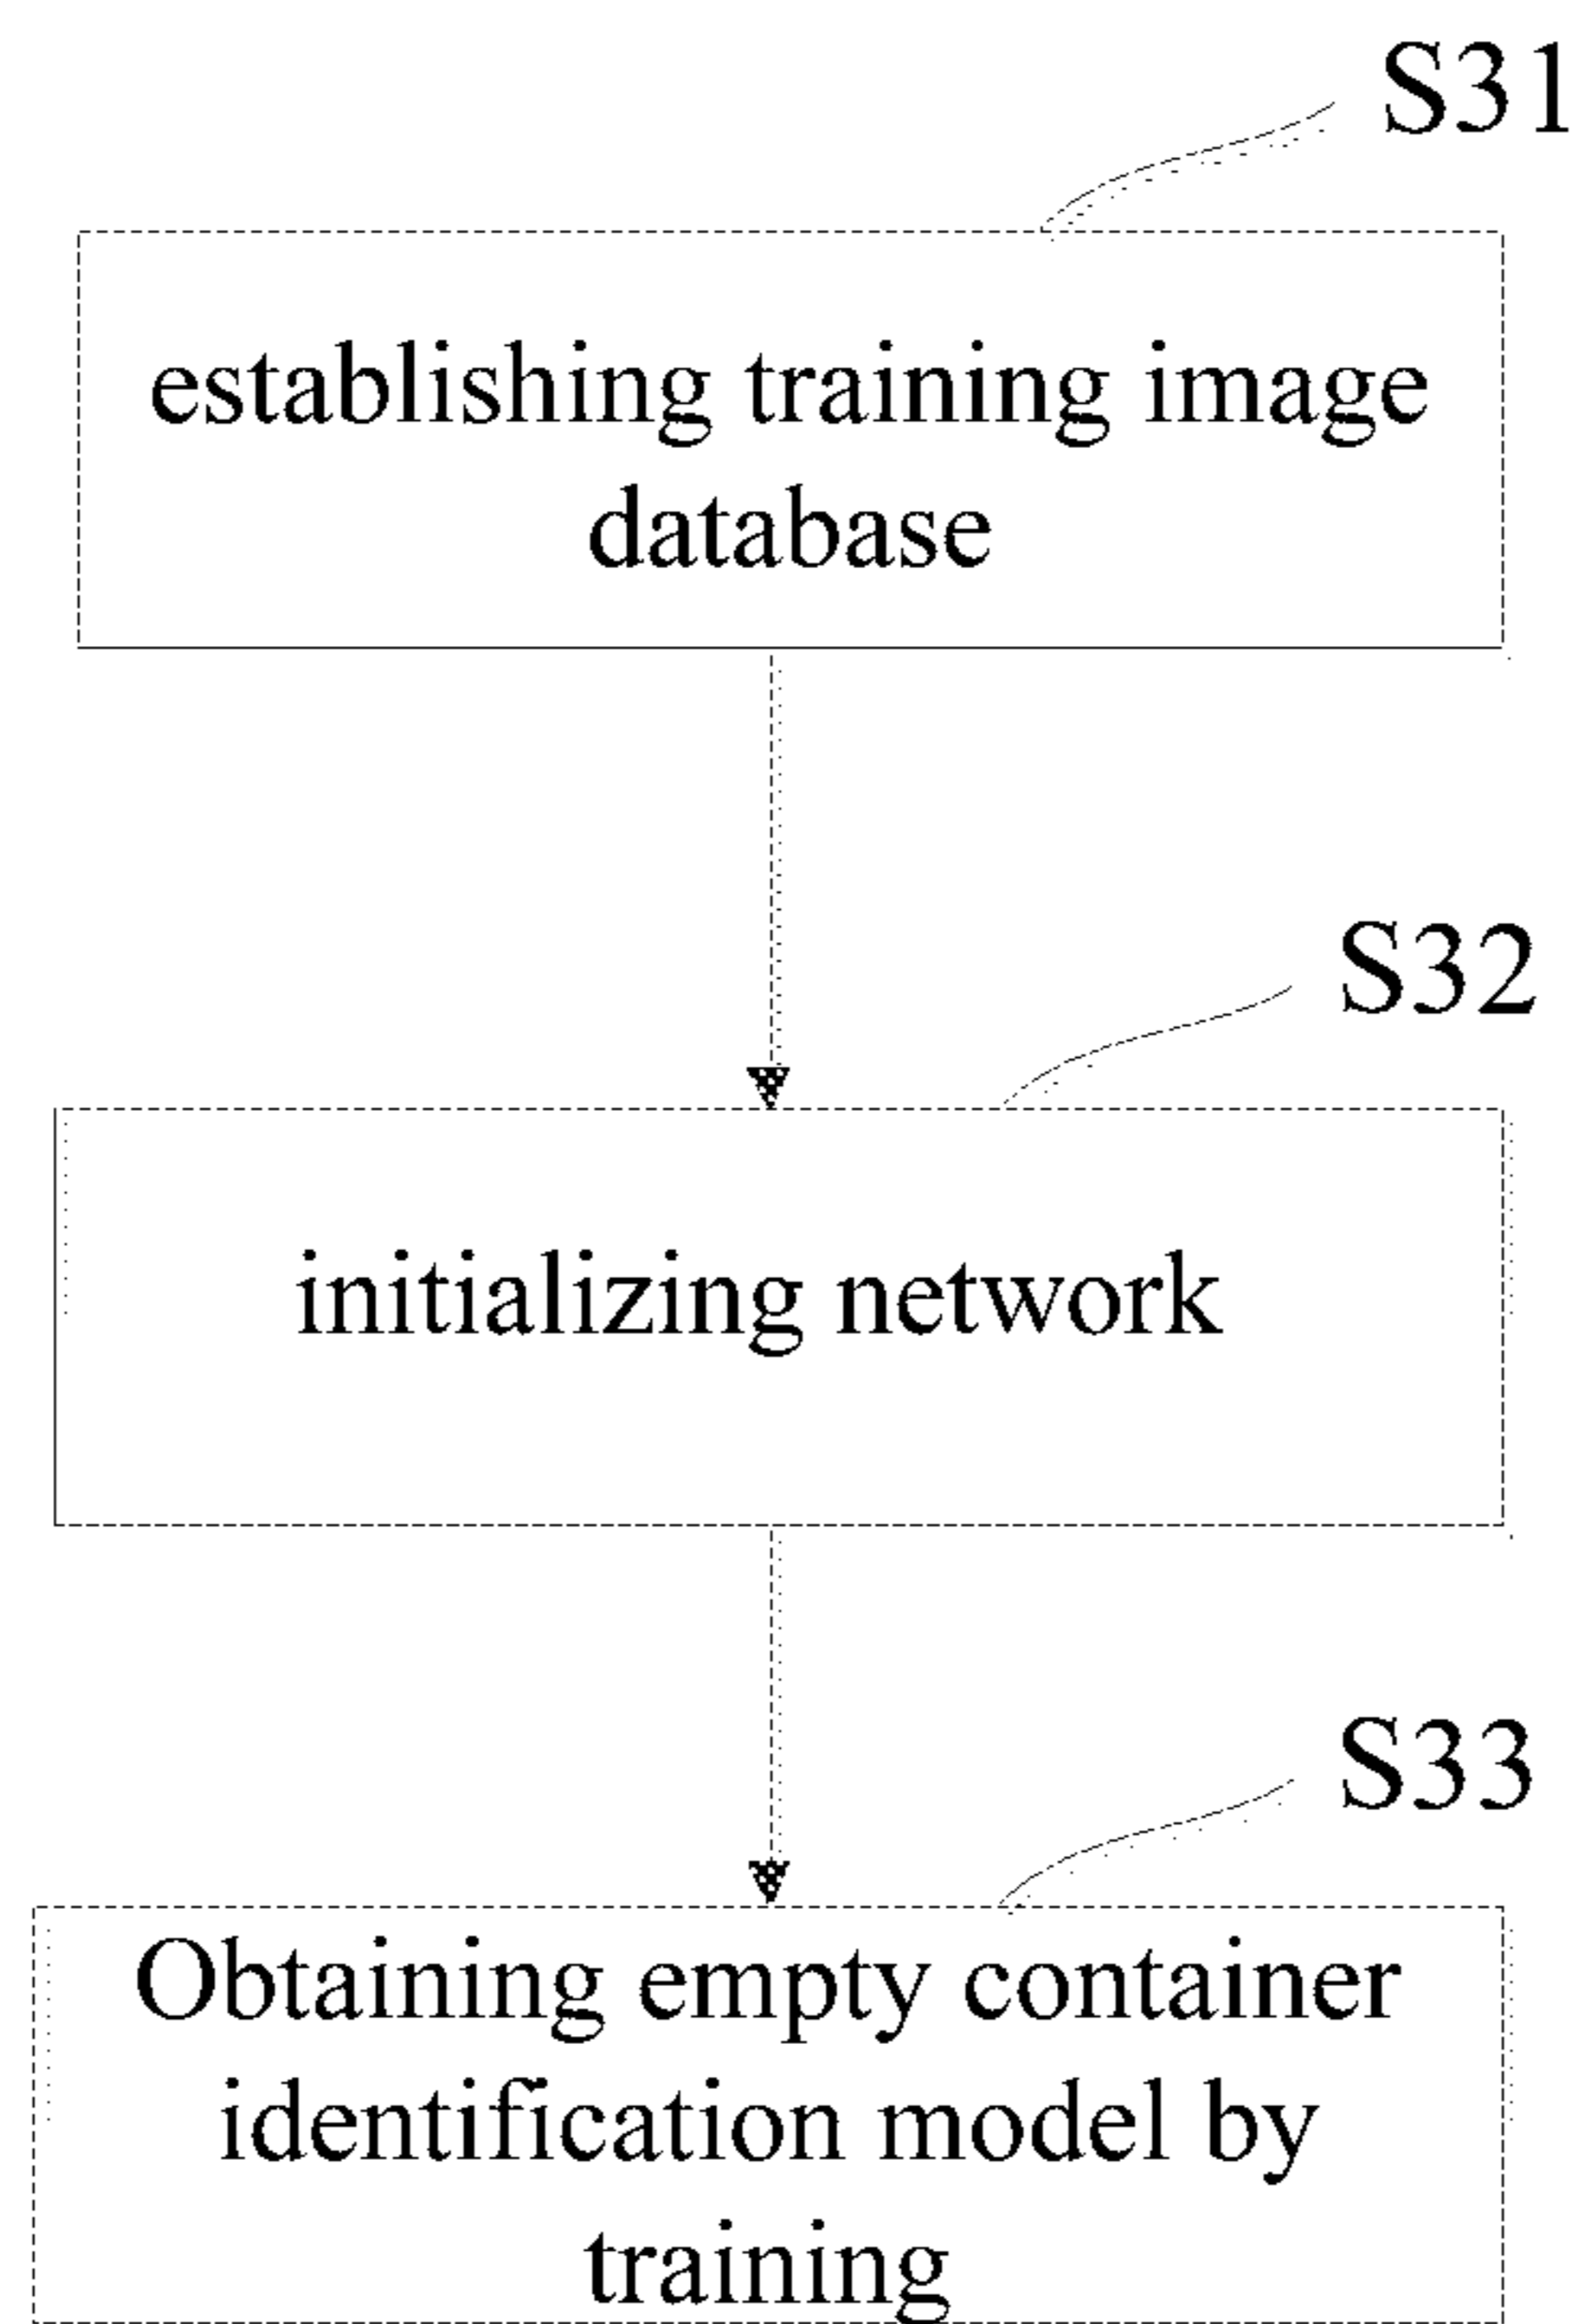 S31
establishing training image
database
S32
initializing network
S33
Obtaining empty container
identification model by
training